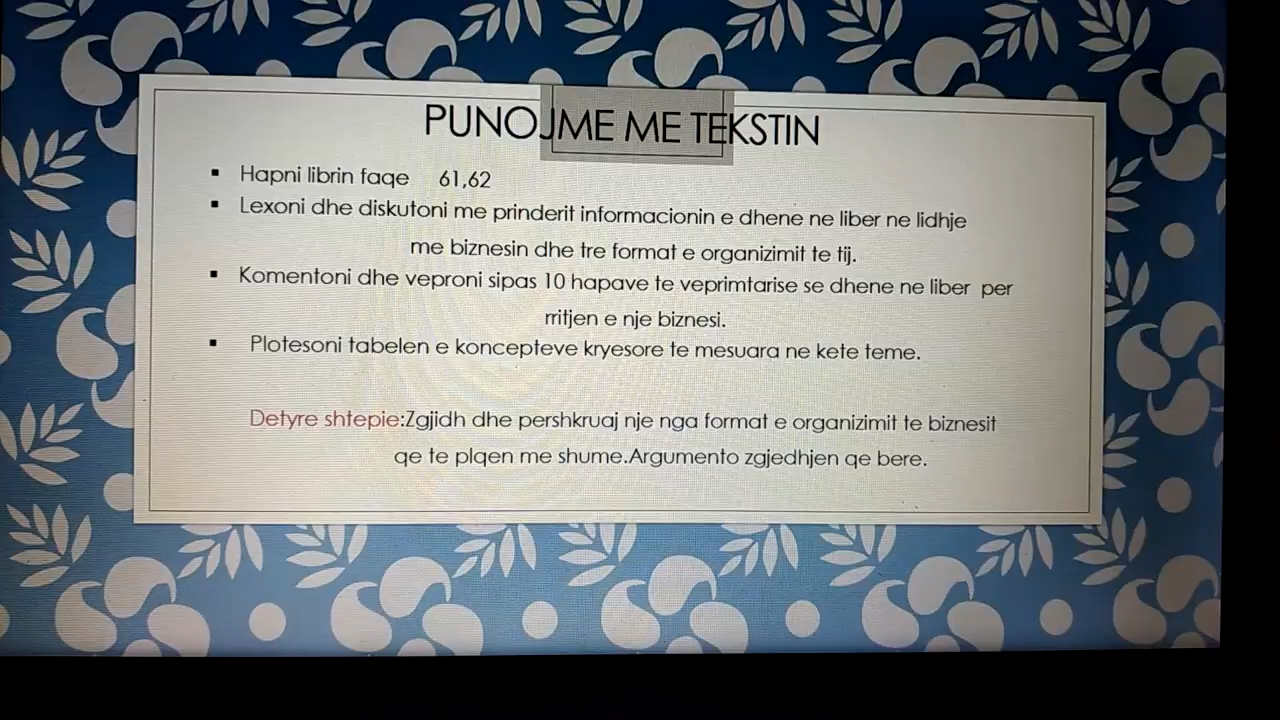 PUNOJME ME TEKSTIN
▪ Hapni librin faqe 61,62
▪ Lexoni dhe diskutoni me prinderit informacionin e dhene ne liber ne lidhje
me biznesin dhe tre format e organizimit te tij.
▪ Komentoni dhe veproni sipas 10 hapave te veprimtarise se dhene ne liber per
rritjen e nje biznesi.
▪ Plotesoni tabelen e koncepteve kryesore te mesuara ne kete teme.
Detyre shtepie:Zgjidh dhe pershkruaj nje nga format e organizimit te biznesit
qe te plqen me shume.Argumento zgjedhjen qe bere.